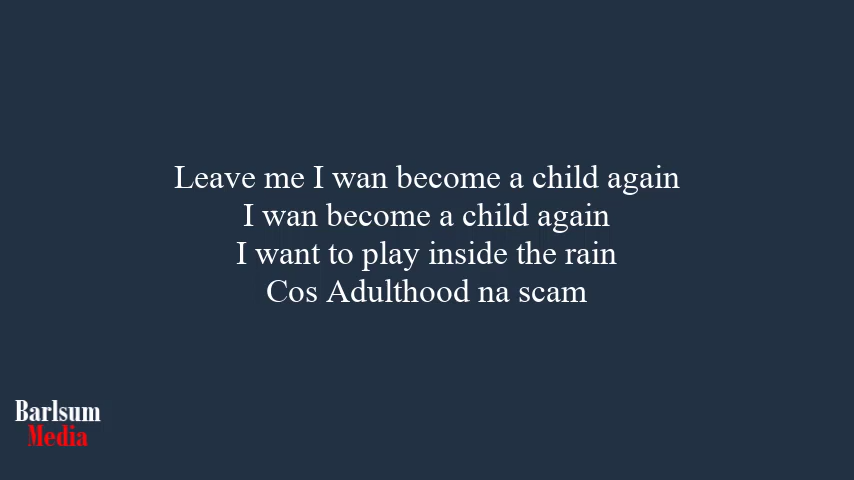 Leave me I wan become a child again
I wan become a child again
I want to play inside the rain
Cos Adulthood na scam
Barlsum
Media